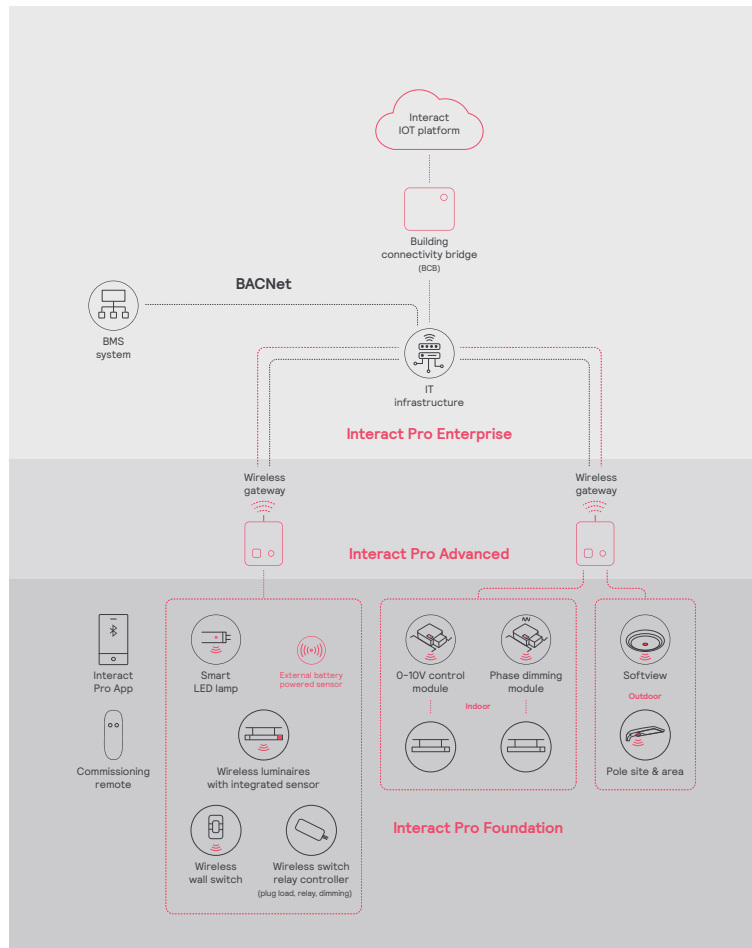 Interact
IOT platform
Building
connectivity bridge
(BCB)
BACNet
BMS
system
IT
infrastructure
Interact Pro Enterprise
Wireless
gateway
Wireless
gateway
Interact Pro Advanced
Interact
Pro App
Smart
LED lamp
External battery
powered sensor
0-10V control
module
Phase dimming
module
Softview
Indoor
Outdoor
Commissioning
remote
Wireless luminaires
with integrated sensor
Pole site & area
Interact Pro Foundation
Wireless
wall switch
Wireless switch
relay controller
(plug load, relay, dimming)